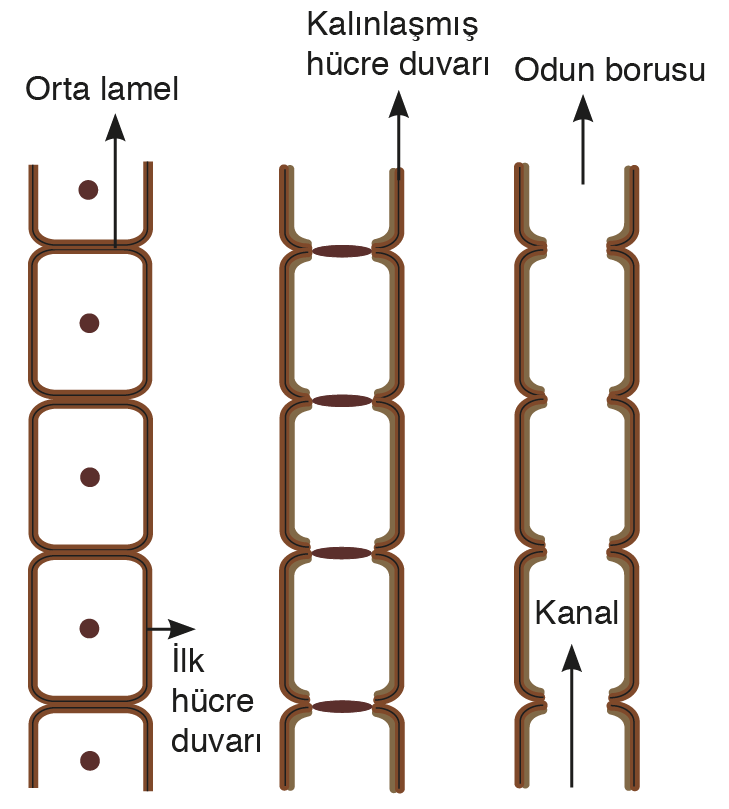 Orta lamel
Kalınlaşmış
hücre duvarı
Odun borusu
İlk
hücre
duvarı
Kanal